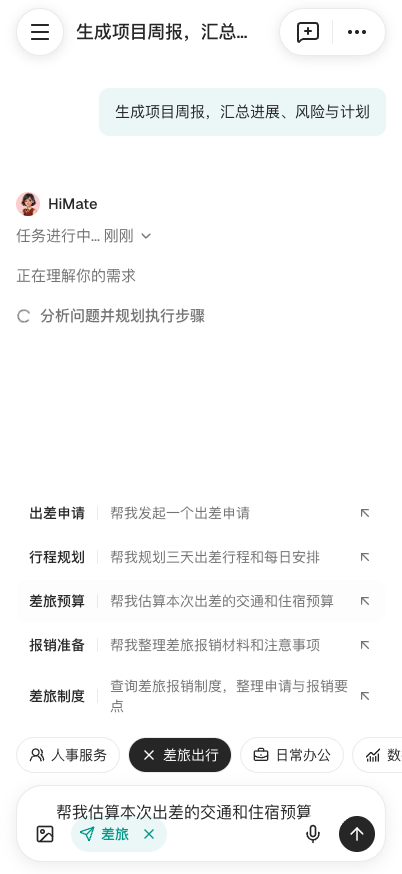 生成项目周报，汇总...
生成项目周报，汇总进展、风险与计划
HiMate
任务进行中... 刚刚
正在理解你的需求
分析问题并规划执行步骤
出差申请 帮我发起一个出差申请
行程规划 帮我规划三天出差行程和每日安排
差旅预算 帮我估算本次出差的交通和住宿预算
报销准备 帮我整理差旅报销材料和注意事项
差旅制度 查询差旅报销制度，整理申请与报销要
点
人事服务 差旅出行 日常办公 数
帮我估算本次出差的交通和住宿预算
差旅